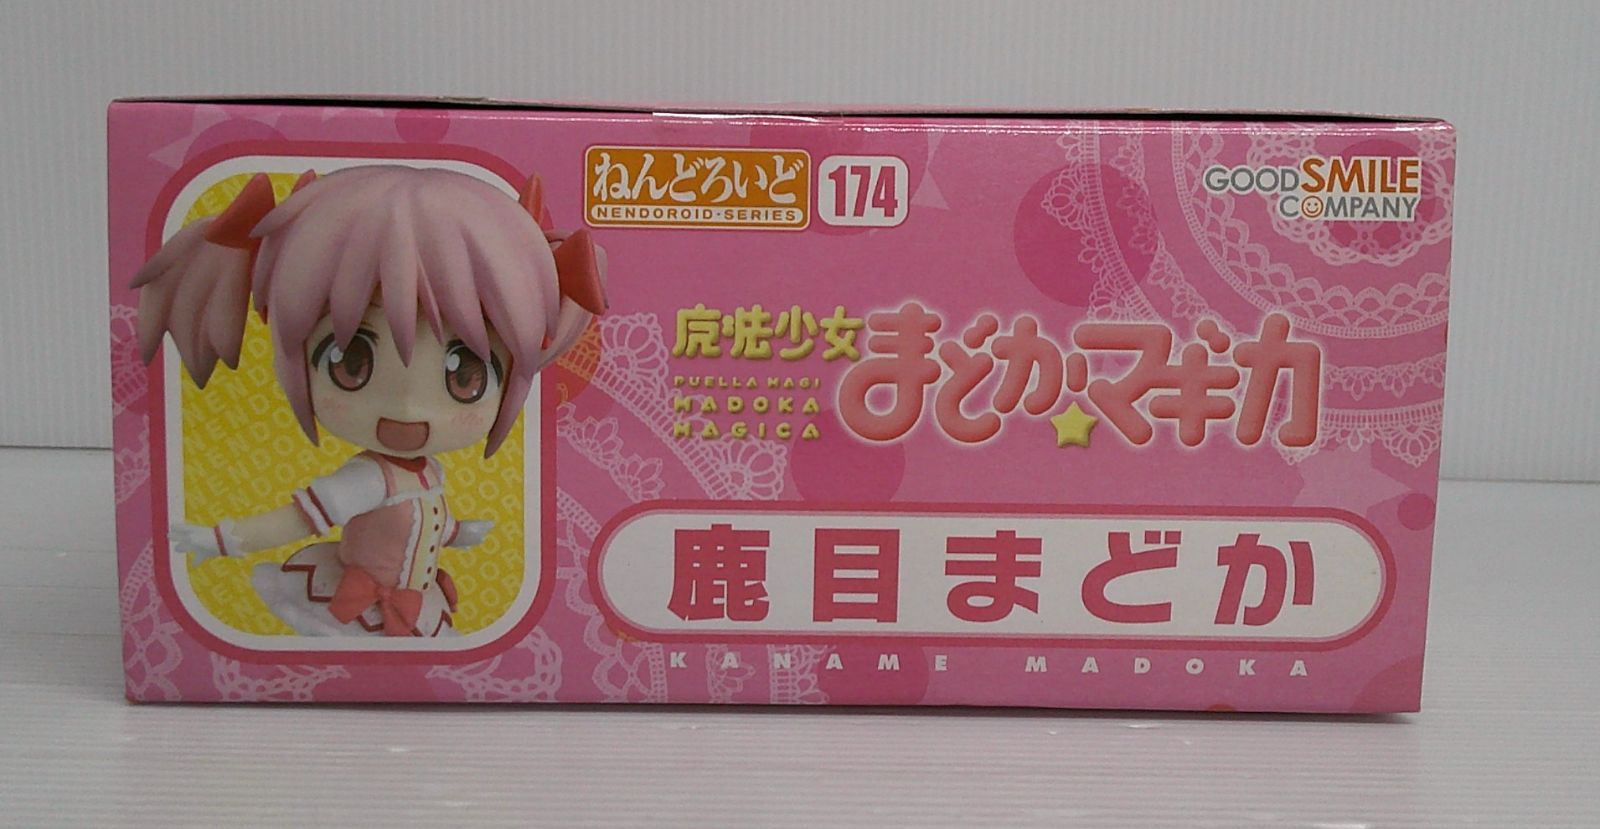 ねんどろいど
NENDOROID·SERIES
174
GOOD SMILE
COMPANY
魔法少女
まどか☆マギカ
PUELLA MAGI
MADOKA
MAGICA
鹿目まどか
KANAME MADOKA